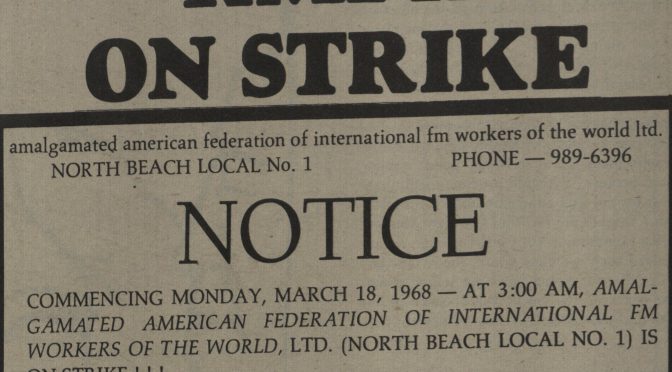 ON STRIKE
amalgamated american federation of international fm workers of the world ltd.
NORTH BEACH LOCAL No. 1 PHONE — 989-6396
NOTICE
COMMENCING MONDAY, MARCH 18, 1968 — AT 3:00 AM, AMAL-
GAMATED AMERICAN FEDERATION OF INTERNATIONAL FM
WORKERS OF THE WORLD, LTD. (NORTH BEACH LOCAL NO. 1) IS
ON STRIKE ! ! !